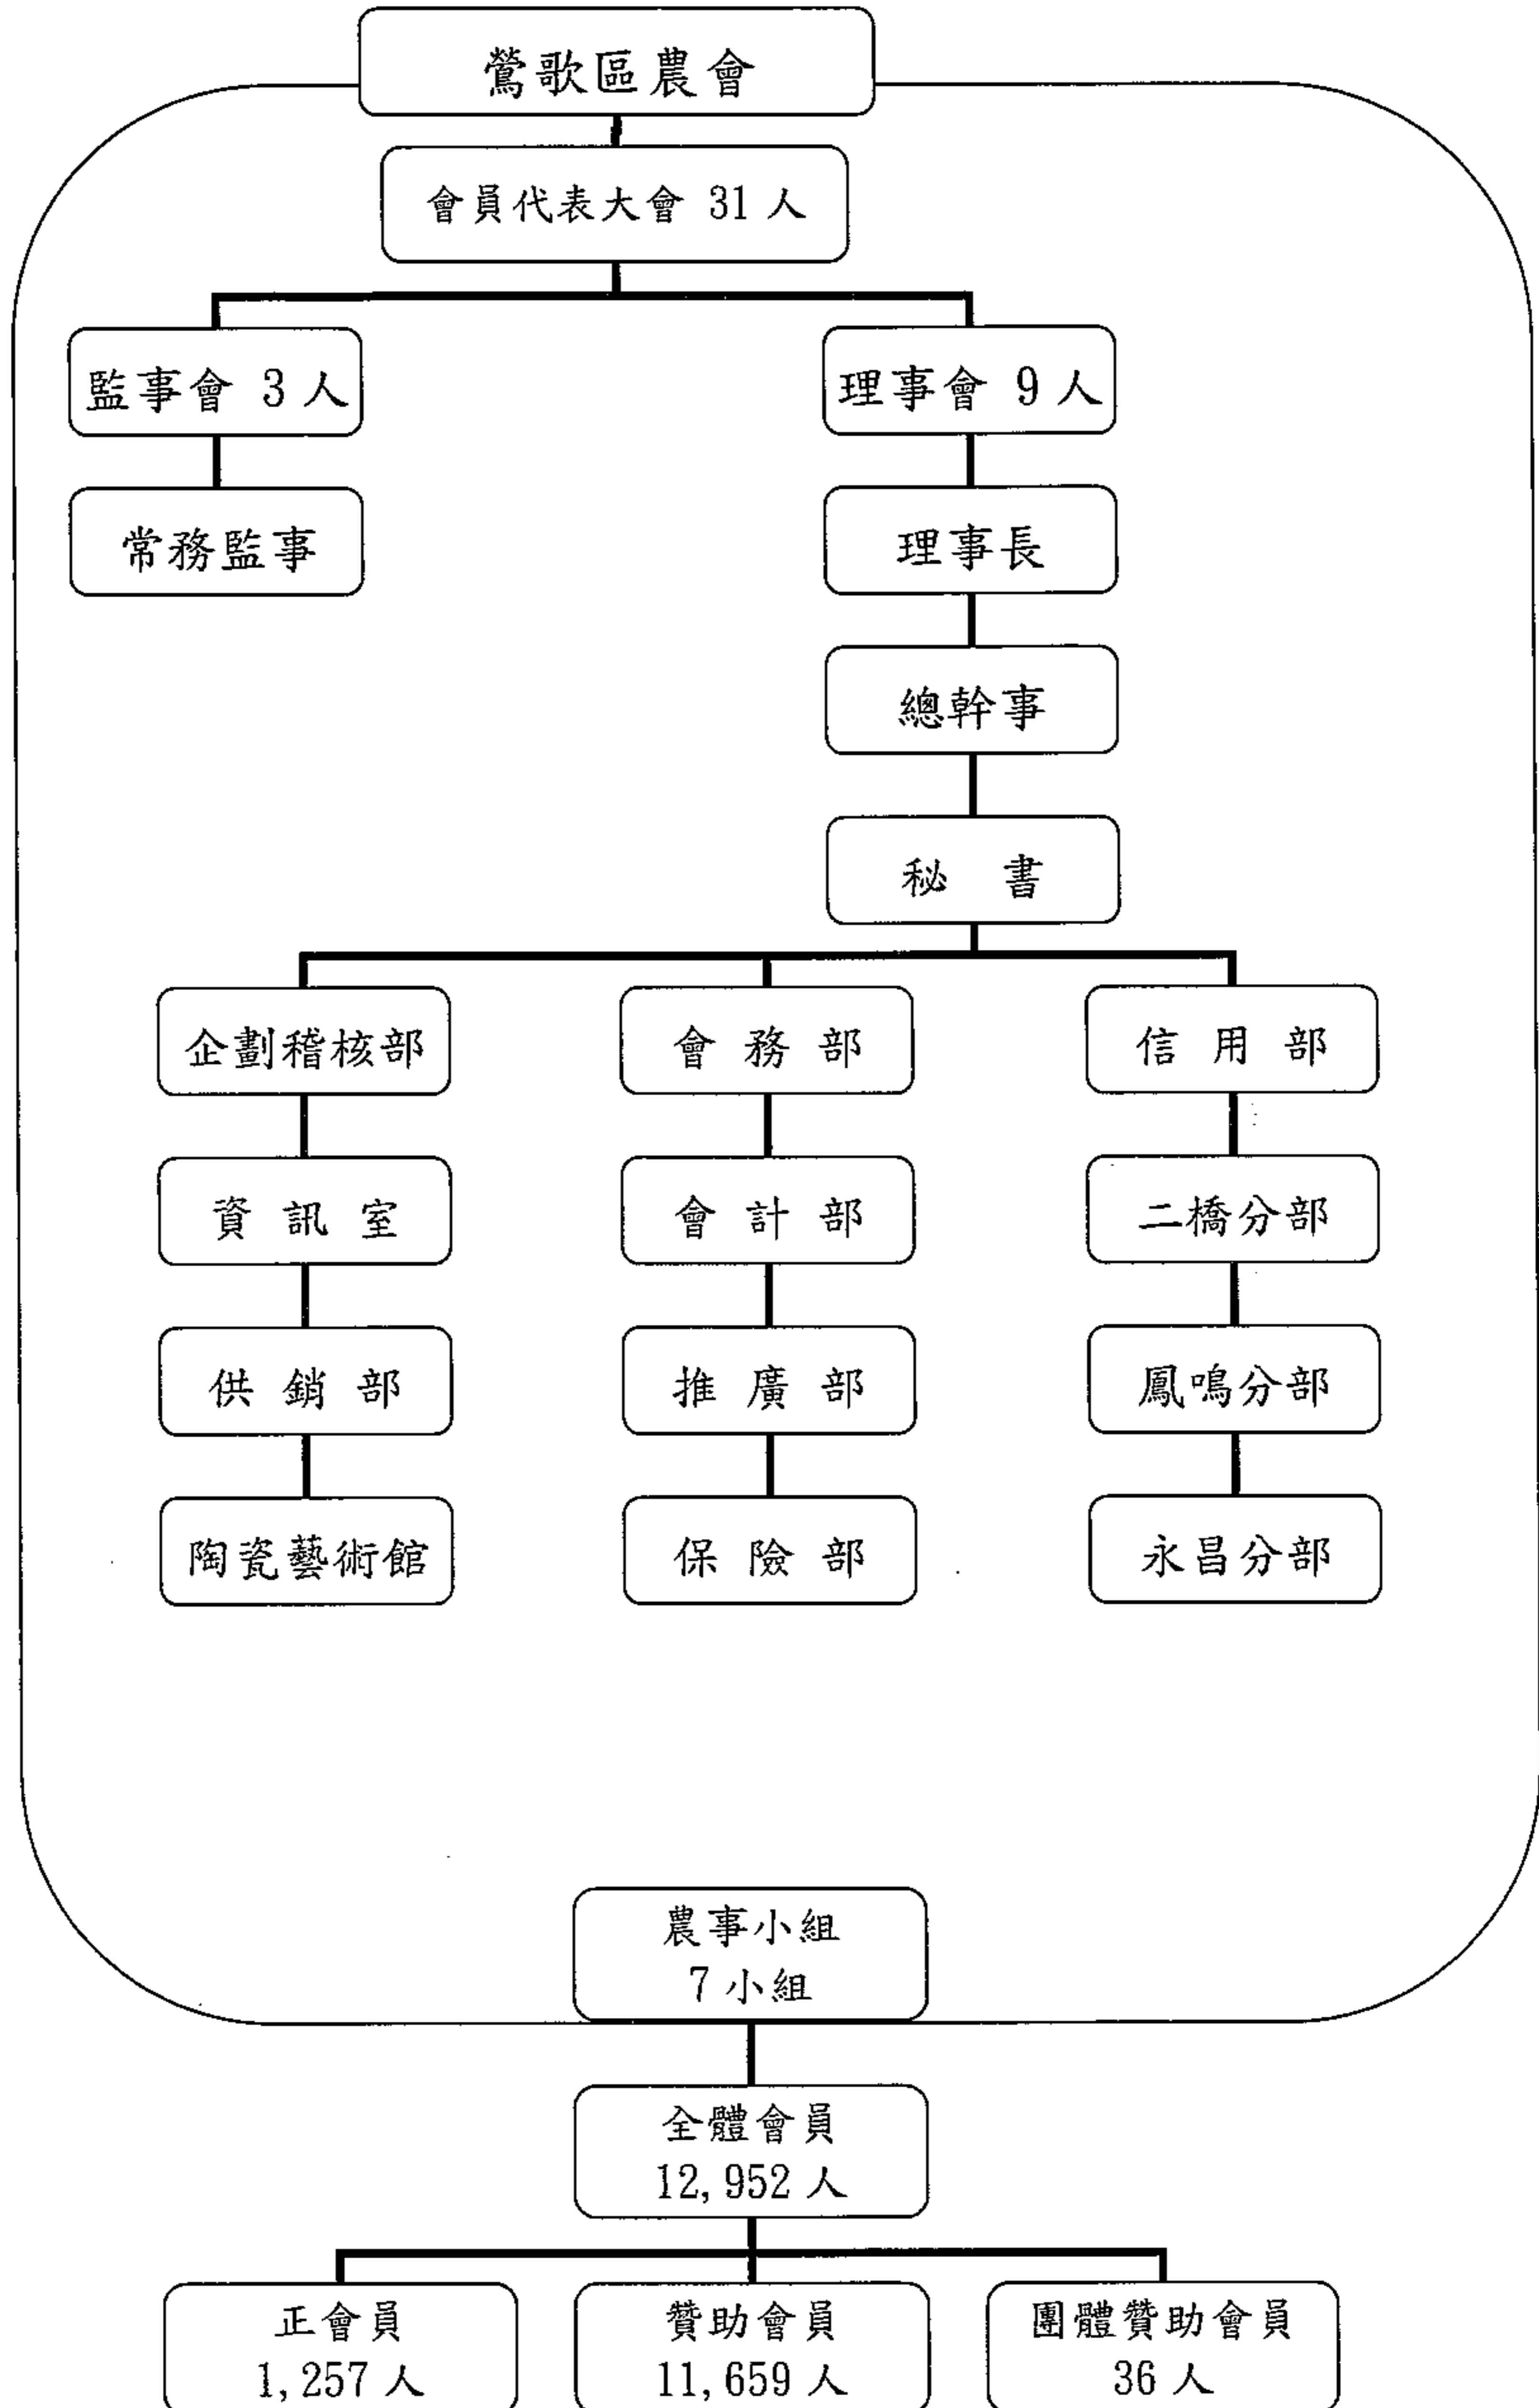 鶯歌區農會
會員代表大會 31 人
監事會 3 人
理事會 9 人
常務監事
理事長
總幹事
秘 書
企劃稽核部
會 務 部
信 用 部
資 訊 室
會 計 部
二橋分部
供 銷 部
推 廣 部
鳳鳴分部
陶瓷藝術館
保 險 部
永昌分部
農事小組
7 小組
全體會員
12,952 人
正會員
1,257 人
贊助會員
11,659 人
團體贊助會員
36 人